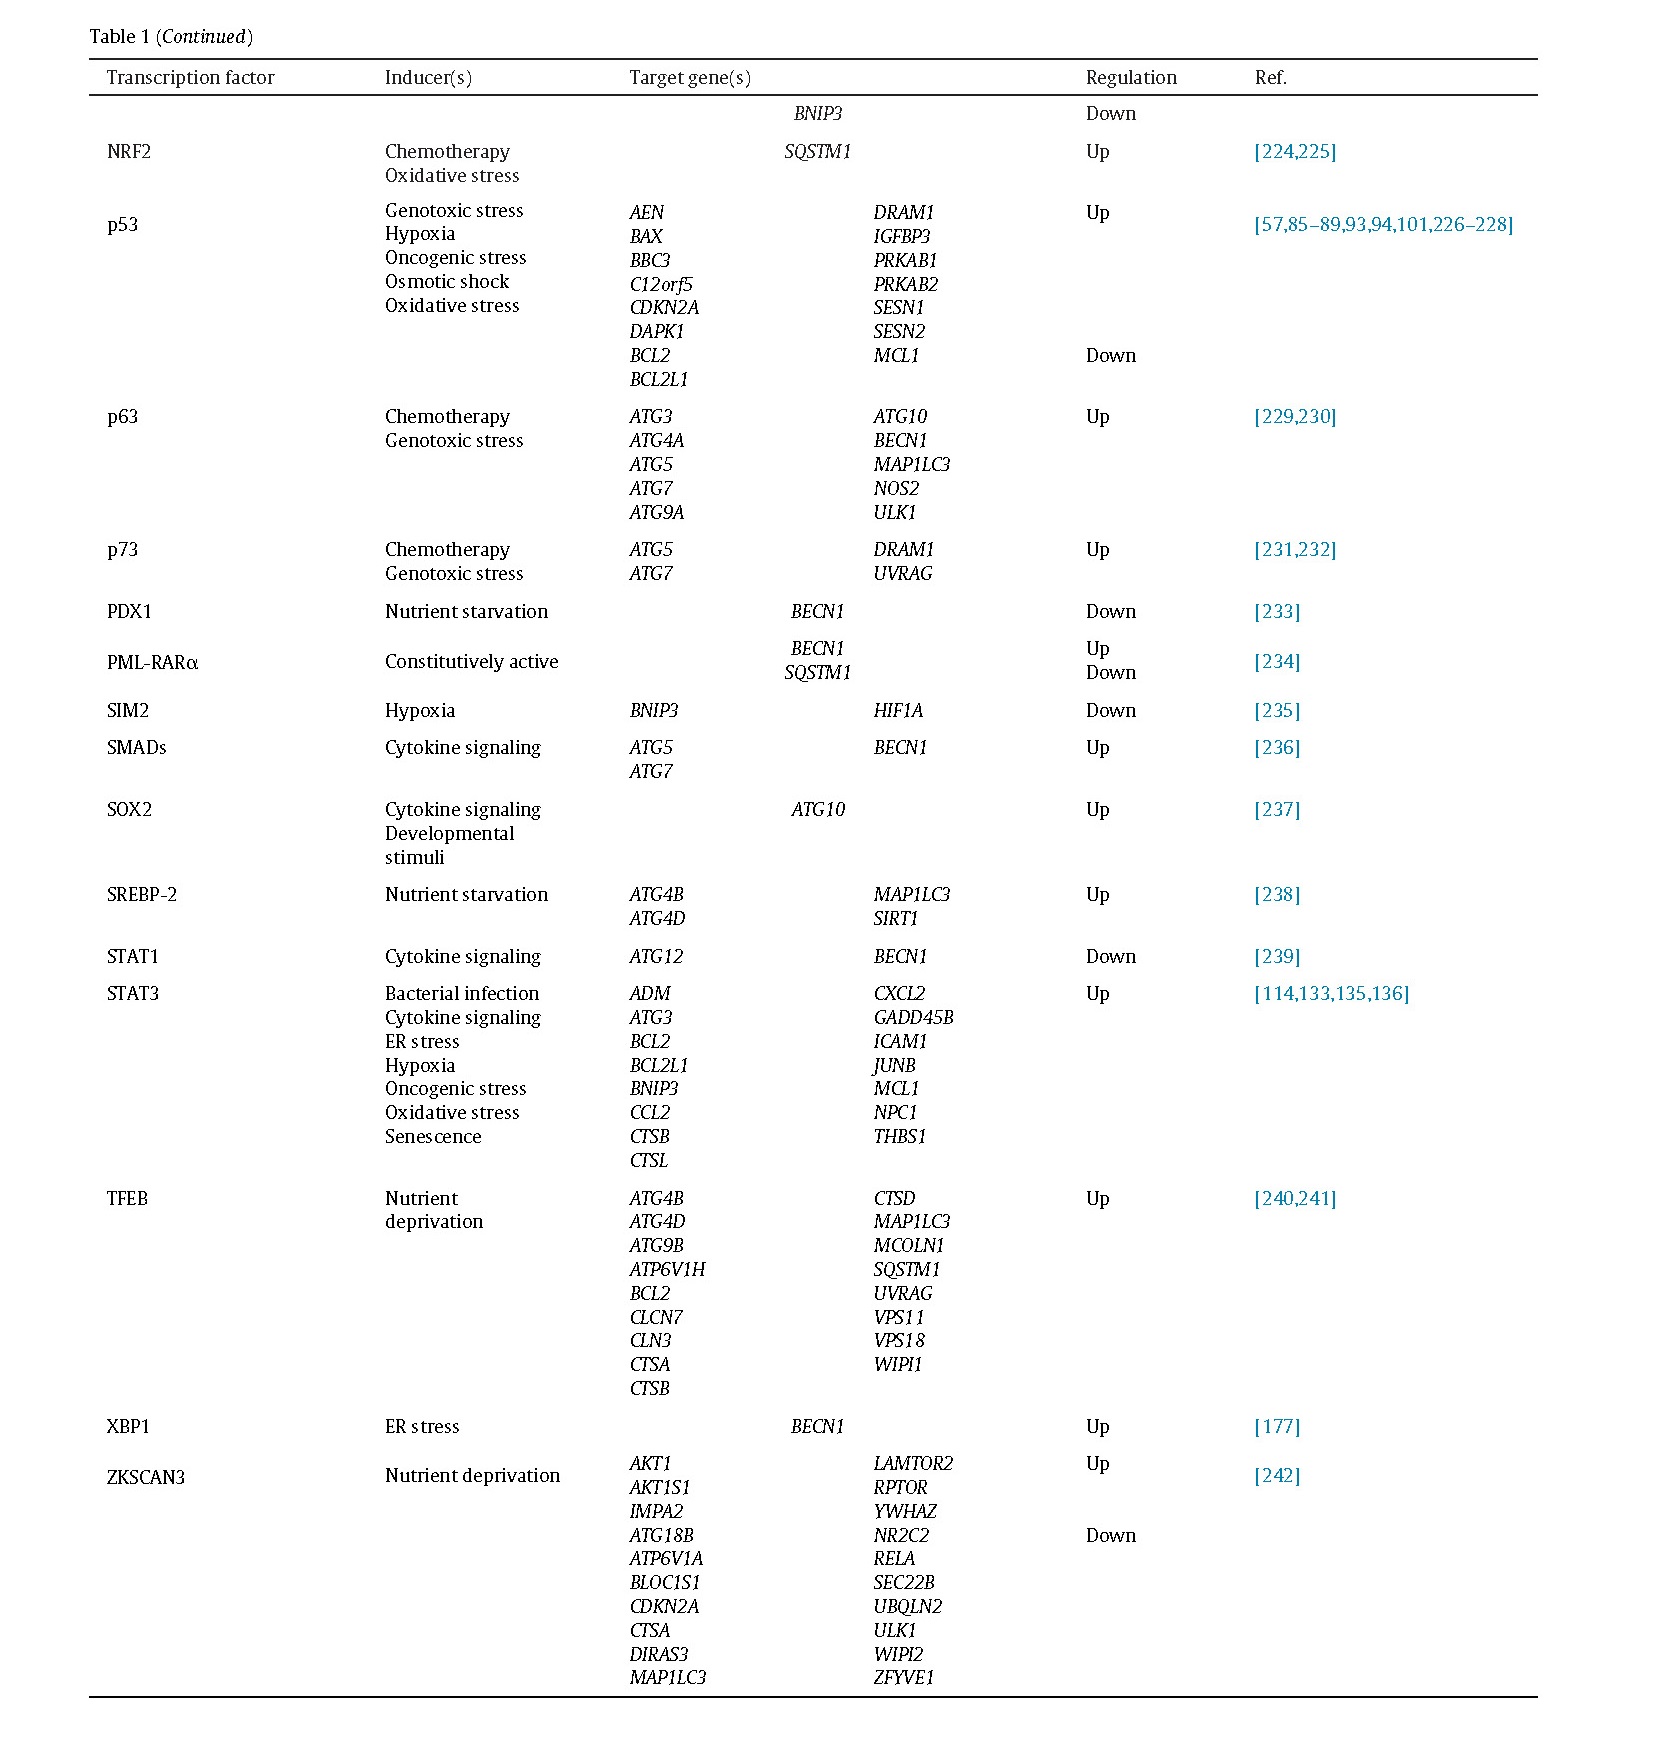 Table 1 (Continued)
Transcription factor Inducer(s) Target gene(s) Regulation Ref.
BNIP3 Down
NRF2 Chemotherapy SQSTM1 Up [224,225]
Oxidative stress
Genotoxic stress AEN DRAM1 Up
p53 [57,85–89,93,94,101,226–228]
Hypoxia BAX IGFBP3
Oncogenic stress BBC3 PRKAB1
Osmotic shock C12orf5 PRKAB2
Oxidative stress CDKN2A SESN1
DAPK1 SESN2
BCL2 MCL1 Down
BCL2L1
p63 Chemotherapy ATG3 ATG10 Up [229,230]
Genotoxic stress ATG4A BECN1
ATG5 MAP1LC3
ATG7 NOS2
ATG9A ULK1
p73 Chemotherapy ATG5 DRAM1 Up [231,232]
Genotoxic stress ATG7 UVRAG
PDX1 Nutrient starvation BECN1 Down [233]
BECN1 Up
PML-RARα Constitutively active [234]
SQSTM1 Down
SIM2 Hypoxia BNIP3 HIF1A Down [235]
SMADs Cytokine signaling ATG5 BECN1 Up [236]
ATG7
SOX2 Cytokine signaling ATG10 Up [237]
Developmental
stimuli
SREBP-2 Nutrient starvation ATG4B MAP1LC3 Up [238]
ATG4D SIRT1
STAT1 Cytokine signaling ATG12 BECN1 Down [239]
STAT3 Bacterial infection ADM CXCL2 Up [114,133,135,136]
Cytokine signaling ATG3 GADD45B
ER stress BCL2 ICAM1
Hypoxia BCL2L1 JUNB
Oncogenic stress BNIP3 MCL1
Oxidative stress CCL2 NPC1
Senescence CTSB THBS1
CTSL
TFEB Nutrient ATG4B CTSD Up [240,241]
deprivation ATG4D MAP1LC3
ATG9B MCOLN1
ATP6V1H SQSTM1
BCL2 UVRAG
CLCN7 VPS11
CLN3 VPS18
CTSA WIPI1
CTSB
XBP1 ER stress BECN1 Up [177]
AKT1 LAMTOR2 Up
ZKSCAN3 Nutrient deprivation [242]
AKT1S1 RPTOR
IMPA2 YWHAZ
ATG18B NR2C2 Down
ATP6V1A RELA
BLOC1S1 SEC22B
CDKN2A UBQLN2
CTSA ULK1
DIRAS3 WIPI2
MAP1LC3 ZFYVE1